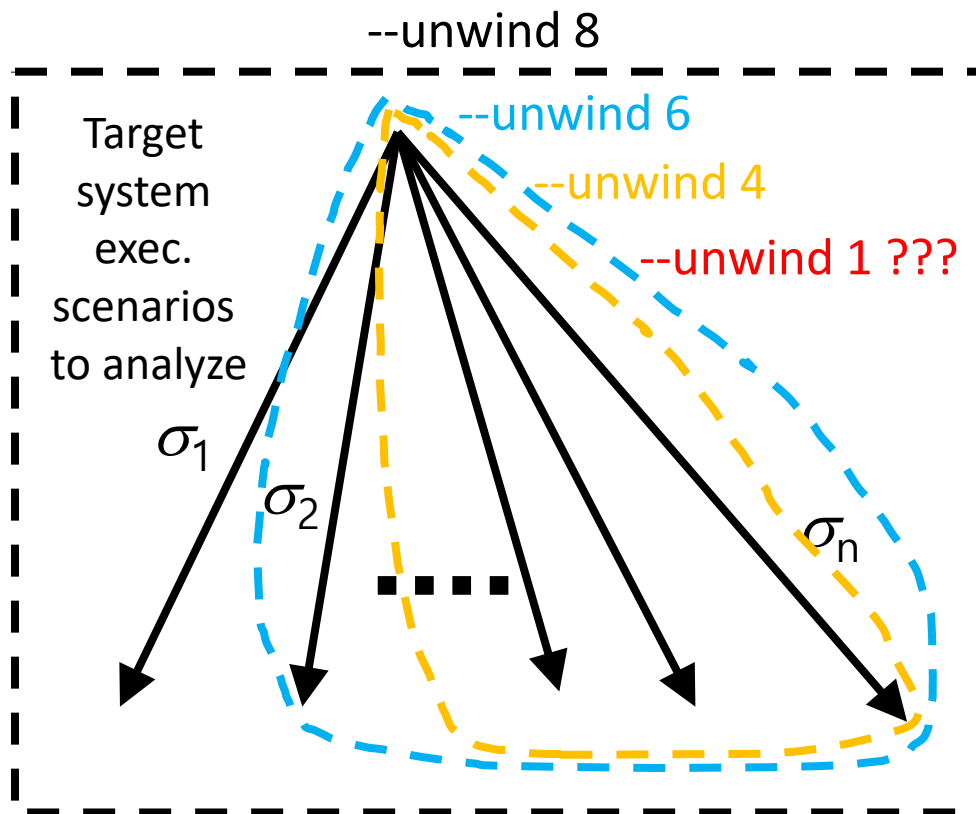 --unwind 8
Target
system
exec.
scenarios
to analyze
--unwind 6
--unwind 4
--unwind 1 ???
σ1
σ2
σn